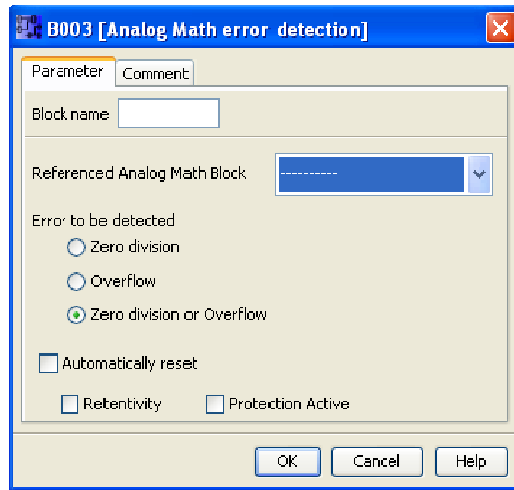 B003 [Analog Math error detection]
Parameter Comment
Block name
Referenced Analog Math Block ----------
Error to be detected
Zero division
Overflow
Zero division or Overflow
Automatically reset
Retentivity Protection Active
OK Cancel Help